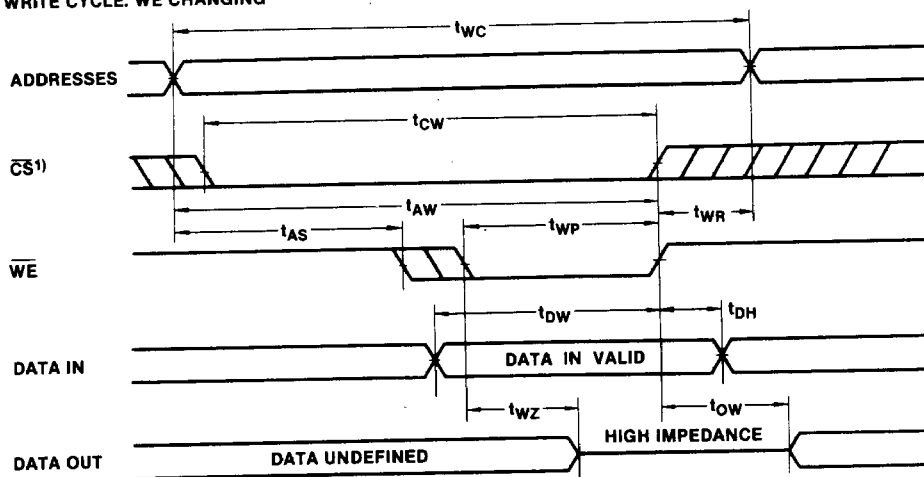 WRITE CYCLE: WE CHANGING
tWC
ADDRESSES
tCW
CS1)
tAW
tWR
tAS
tWP
WE
tDW
tDH
DATA IN
DATA IN VALID
tWZ
tOW
HIGH IMPEDANCE
DATA OUT
DATA UNDEFINED